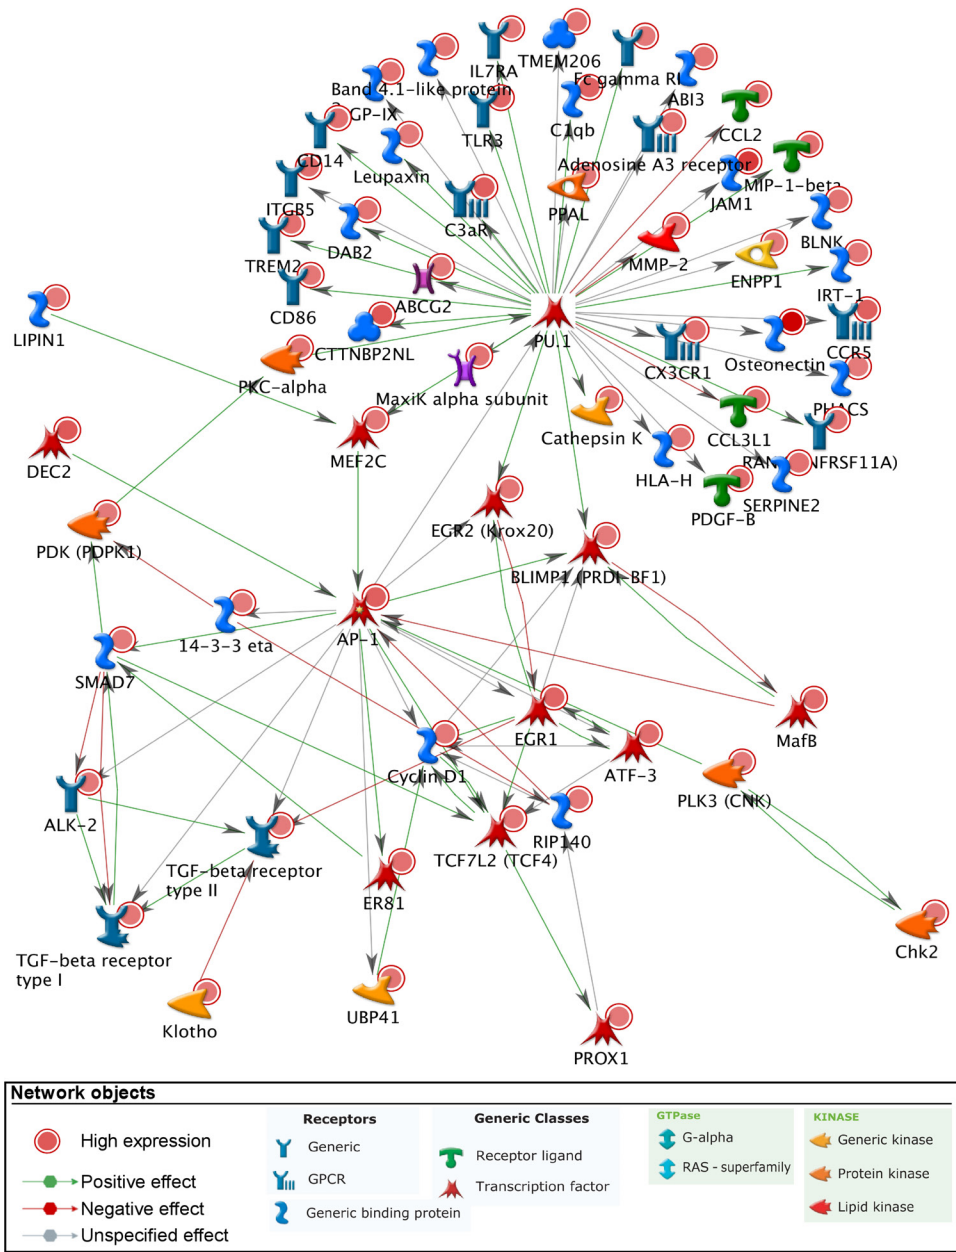 IL7RA
TMEM206
Fc gamma RI
Band 4.1-like protein
GP-IX
ABI3
CCL2
TLR3
C1qb
CD14
Leupaxin
Adenosine A3 receptor
MIP-1-beta
JAM1
ITGB5
C3aR
PPAL
DAB2
BLNK
TREM2
MMP-2
ENPP1
IRT-1
CD86
ABCG2
LIPIN1
PU.1
CTTNBP2NL
CX3CR1
Osteonectin
CCR5
PKC-alpha
MaxiK alpha subunit
PHACS
Cathepsin K
CCL3L1
MEF2C
DEC2
HLA-H
NFRSF11A)
PDGF-B
SERPINE2
EGR2 (Krox20)
PDK (PDPK1)
BLIMP1 (PRDI-BF1)
14-3-3 eta
AP-1
SMAD7
EGR1
MafB
Cyclin D1
ATF-3
PLK3 (CNK)
ALK-2
RIP140
TCF7L2 (TCF4)
TGF-beta receptor
type II
ER81
Chk2
TGF-beta receptor
type I
UBP41
Klotho
PROX1
Network objects
High expression
Positive effect
Negative effect
Unspecified effect
Receptors
Generic
GPCR
Generic binding protein
Generic Classes
Receptor ligand
Transcription factor
GTPase
G-alpha
RAS - superfamily
KINASE
Generic kinase
Protein kinase
Lipid kinase